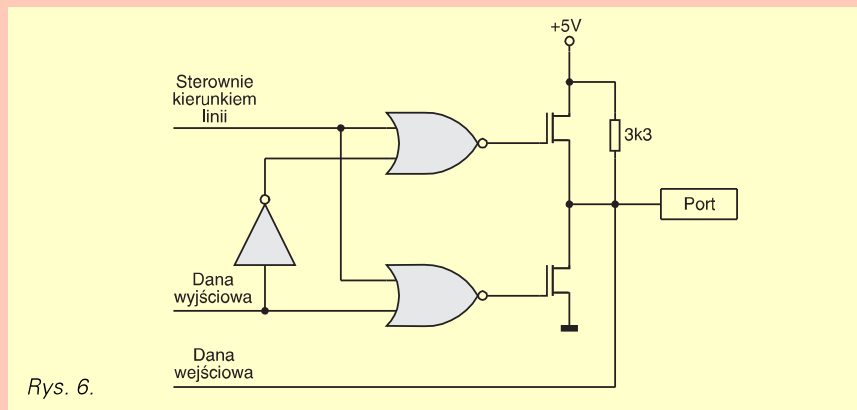 +5V
Sterownie
kierunkiem
linii
3k3
Port
Dana
wyjściowa
Dana
wejściowa
Rys. 6.